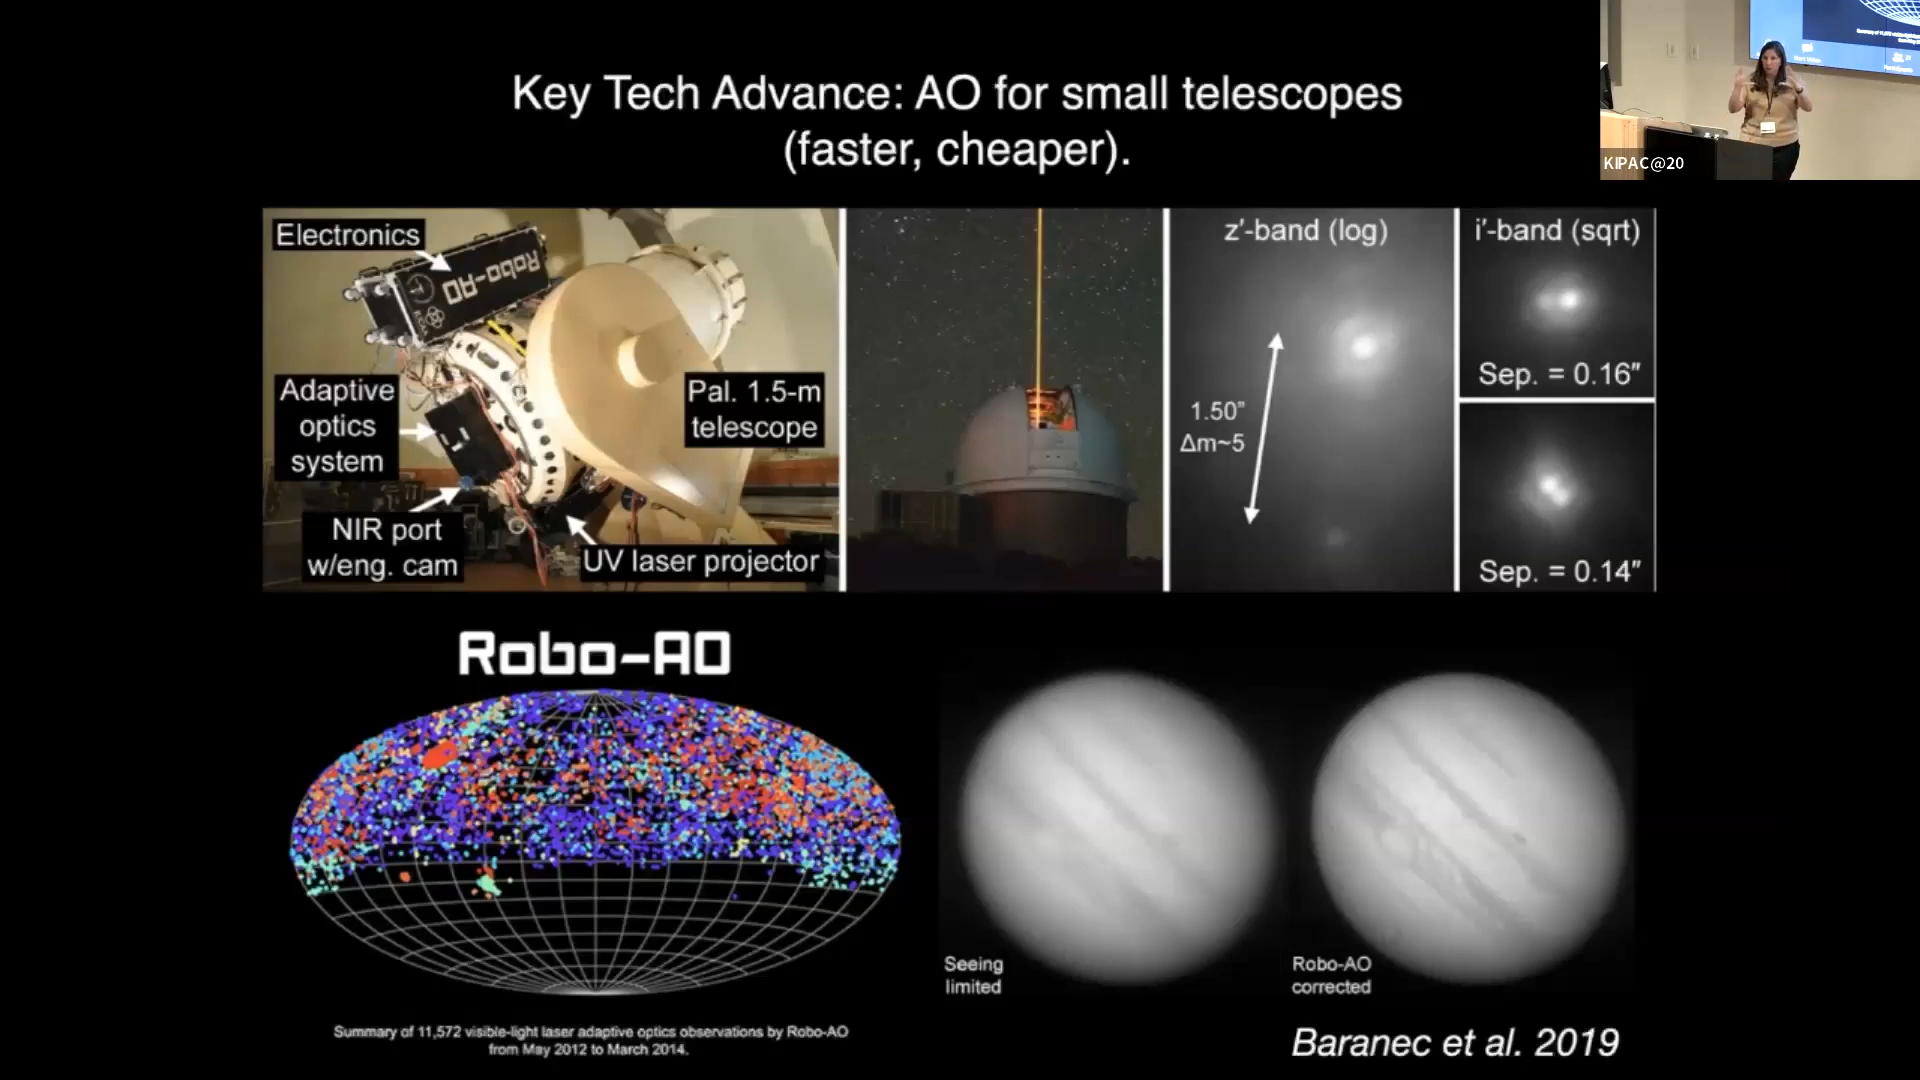 Key Tech Advance: AO for small telescopes
(faster, cheaper).
KIPAC@20
Electronics
Robo-AO
Adaptive
optics
system
NIR port
w/eng. cam
Pal. 1.5-m
telescope
UV laser projector
z′-band (log)
1.50"
Δm~5
i′-band (sqrt)
Sep. = 0.16″
Sep. = 0.14″
Robo-AO
Summary of 11,572 visible-light laser adaptive optics observations by Robo-AO
from May 2012 to March 2014.
Seeing
limited
Robo-AO
corrected
Baranec et al. 2019